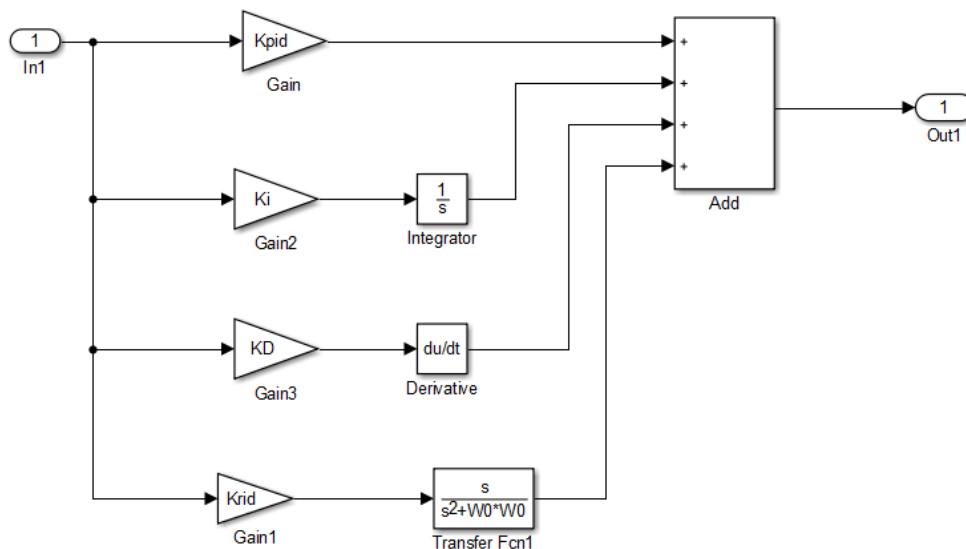 1
In1
Kpid
Gain
+
+
+
+
Add
1
Out1
Ki
Gain2
1
s
Integrator
KD
Gain3
du/dt
Derivative
Krid
Gain1
s
s²+W0*W0
Transfer Fcn1